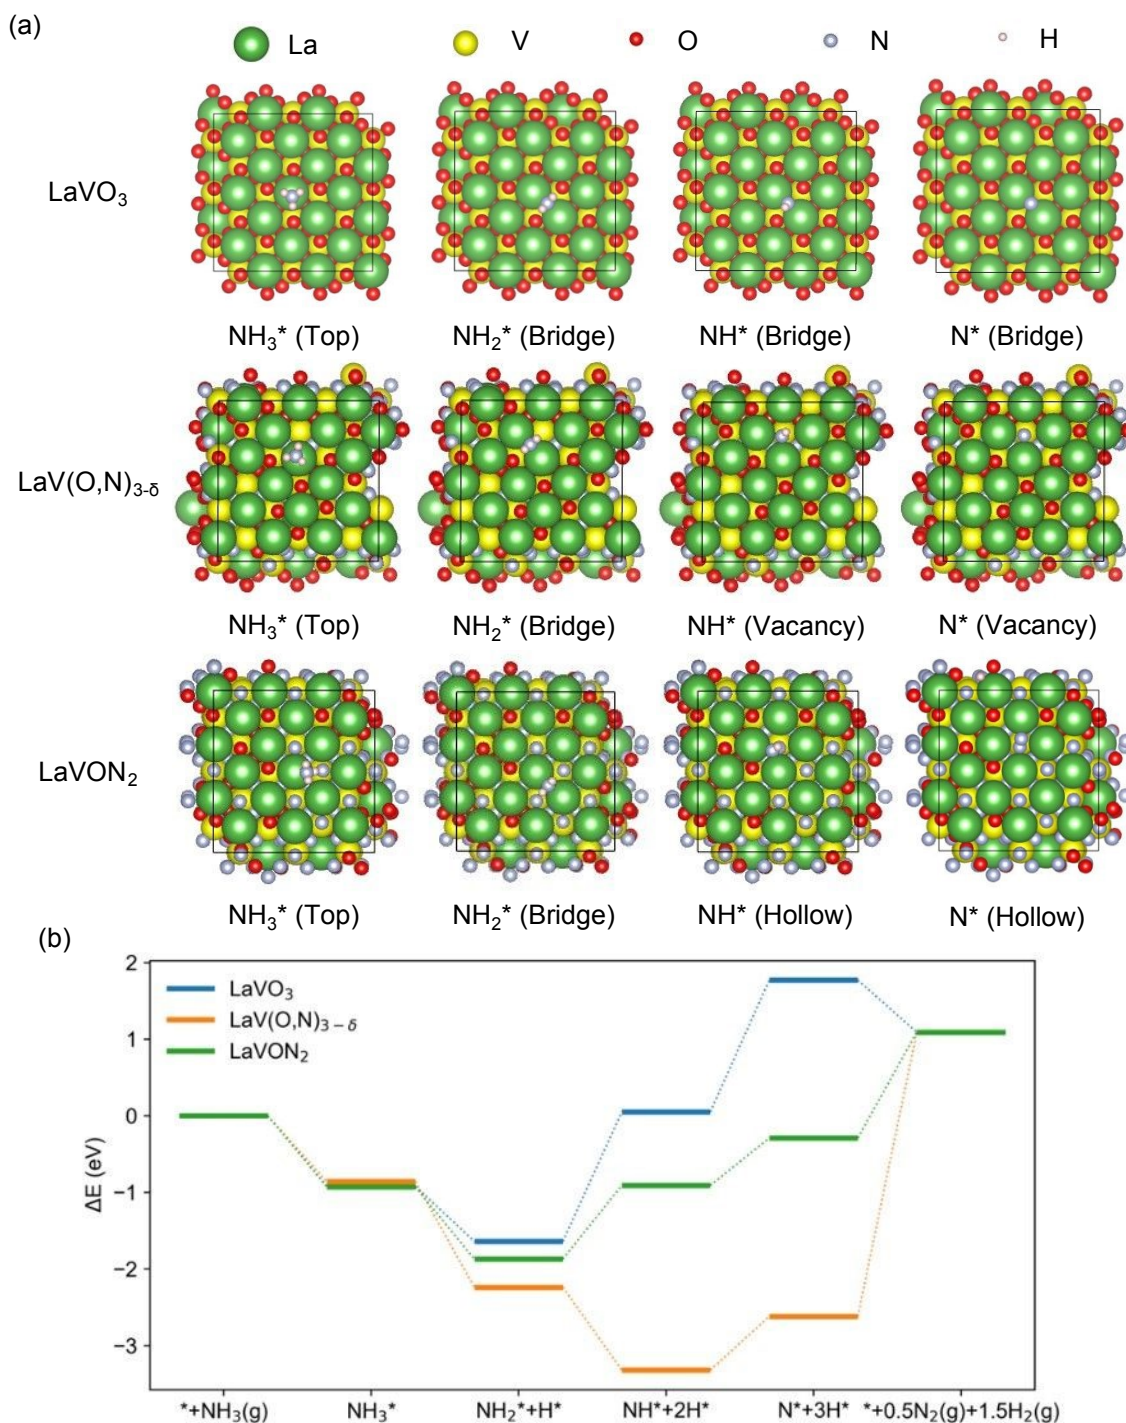 (a)
La V O N H
LaVO₃
NH₃* (Top) NH₂* (Bridge) NH* (Bridge) N* (Bridge)
LaV(O,N)₃₋δ
NH₃* (Top) NH₂* (Bridge) NH* (Vacancy) N* (Vacancy)
LaVON₂
NH₃* (Top) NH₂* (Bridge) NH* (Hollow) N* (Hollow)
(b)
LaVO₃
LaV(O,N)₃₋δ
LaVON₂
2
1
0
−1
−2
−3
ΔE (eV)
*+NH₃(g) NH₃* NH₂*+H* NH*+2H* N*+3H* *+0.5N₂(g)+1.5H₂(g)